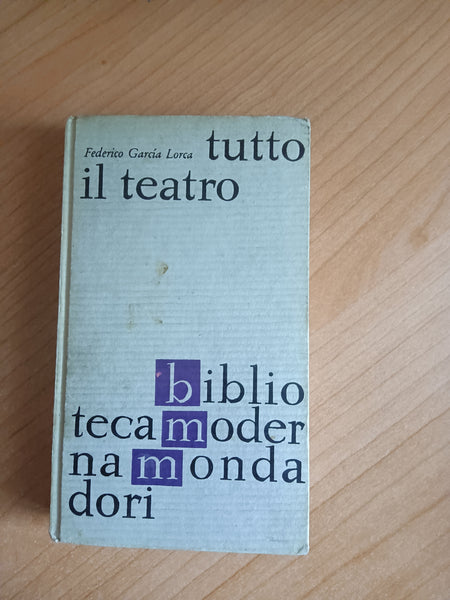 Federico García Lorca tutto
il teatro
biblio
tecamoder
namonda
dori